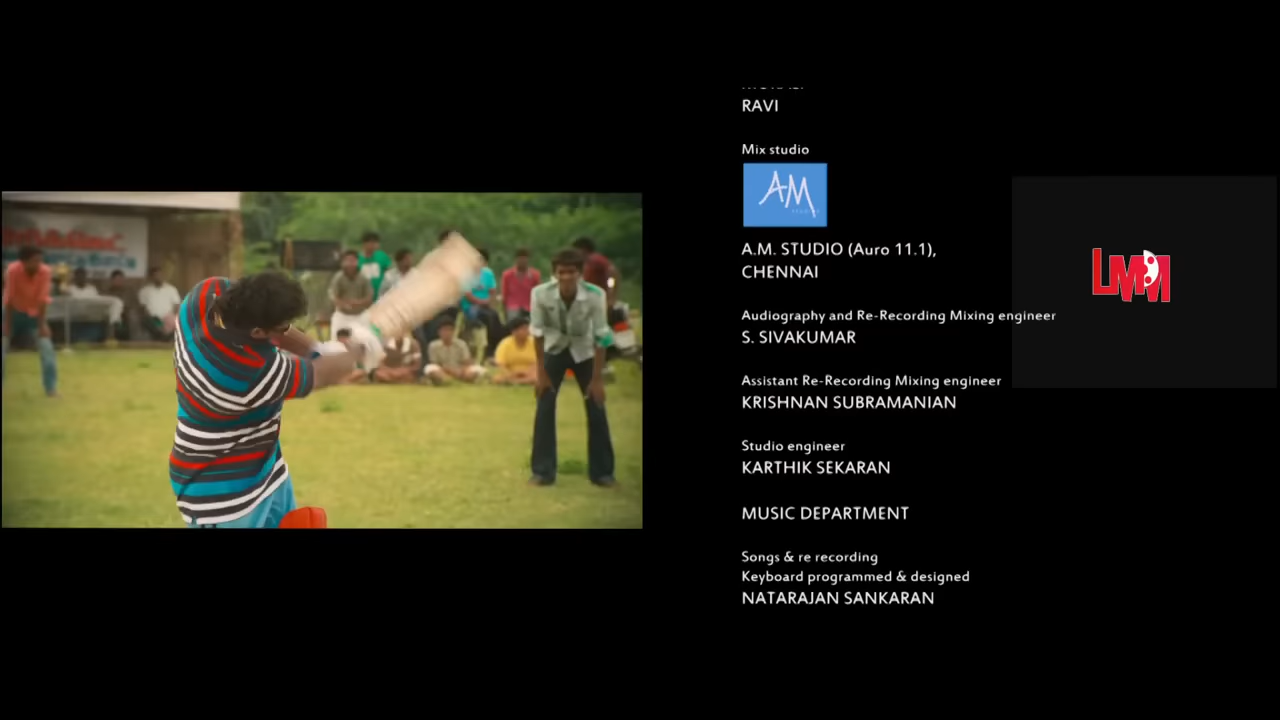 RAVI
Mix studio
AM
A.M. STUDIO (Auro 11.1),
CHENNAI
Audiography and Re-Recording Mixing engineer
S. SIVAKUMAR
Assistant Re-Recording Mixing engineer
KRISHNAN SUBRAMANIAN
Studio engineer
KARTHIK SEKARAN
MUSIC DEPARTMENT
Songs & re recording
Keyboard programmed & designed
NATARAJAN SANKARAN
LMM